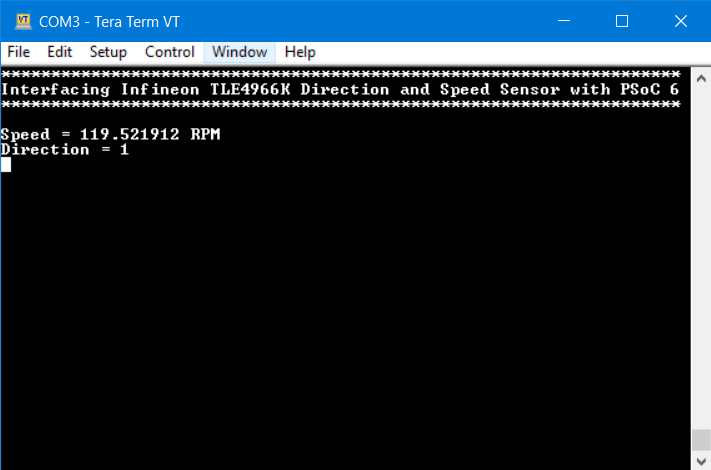 VT COM3 - Tera Term VT
File Edit Setup Control Window Help
********************************************************************
Interfacing Infineon TLE4966K Direction and Speed Sensor with PSoC 6
********************************************************************
Speed = 119.521912 RPM
Direction = 1